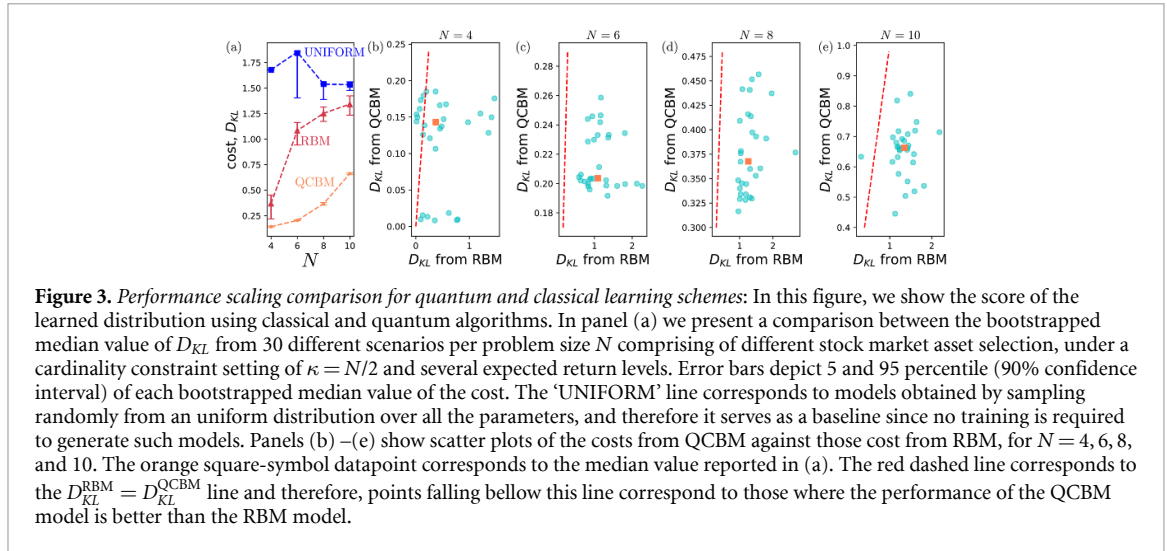 (a)
UNIFORM
RBM
QCBM
cost, D_KL
1.75
1.50
1.25
1.00
0.75
0.50
0.25
4 6 8 10
N
(b)
N = 4
D_KL from QCBM
0.25
0.20
0.15
0.10
0.05
0.00
0 1
D_KL from RBM
(c)
N = 6
D_KL from QCBM
0.28
0.26
0.24
0.22
0.20
0.18
1 2
D_KL from RBM
(d)
N = 8
D_KL from QCBM
0.475
0.450
0.425
0.400
0.375
0.350
0.325
0.300
1 2
D_KL from RBM
(e)
N = 10
D_KL from QCBM
1.0
0.9
0.8
0.7
0.6
0.5
0.4
1 2
D_KL from RBM
Figure 3. Performance scaling comparison for quantum and classical learning schemes: In this figure, we show the score of the
learned distribution using classical and quantum algorithms. In panel (a) we present a comparison between the bootstrapped
median value of D_KL from 30 different scenarios per problem size N comprising of different stock market asset selection, under a
cardinality constraint setting of κ = N/2 and several expected return levels. Error bars depict 5 and 95 percentile (90% confidence
interval) of each bootstrapped median value of the cost. The ‘UNIFORM’ line corresponds to models obtained by sampling
randomly from an uniform distribution over all the parameters, and therefore it serves as a baseline since no training is required
to generate such models. Panels (b) –(e) show scatter plots of the costs from QCBM against those cost from RBM, for N = 4, 6, 8,
and 10. The orange square-symbol datapoint corresponds to the median value reported in (a). The red dashed line corresponds to
the D_KL^RBM = D_KL^QCBM line and therefore, points falling bellow this line correspond to those where the performance of the QCBM
model is better than the RBM model.